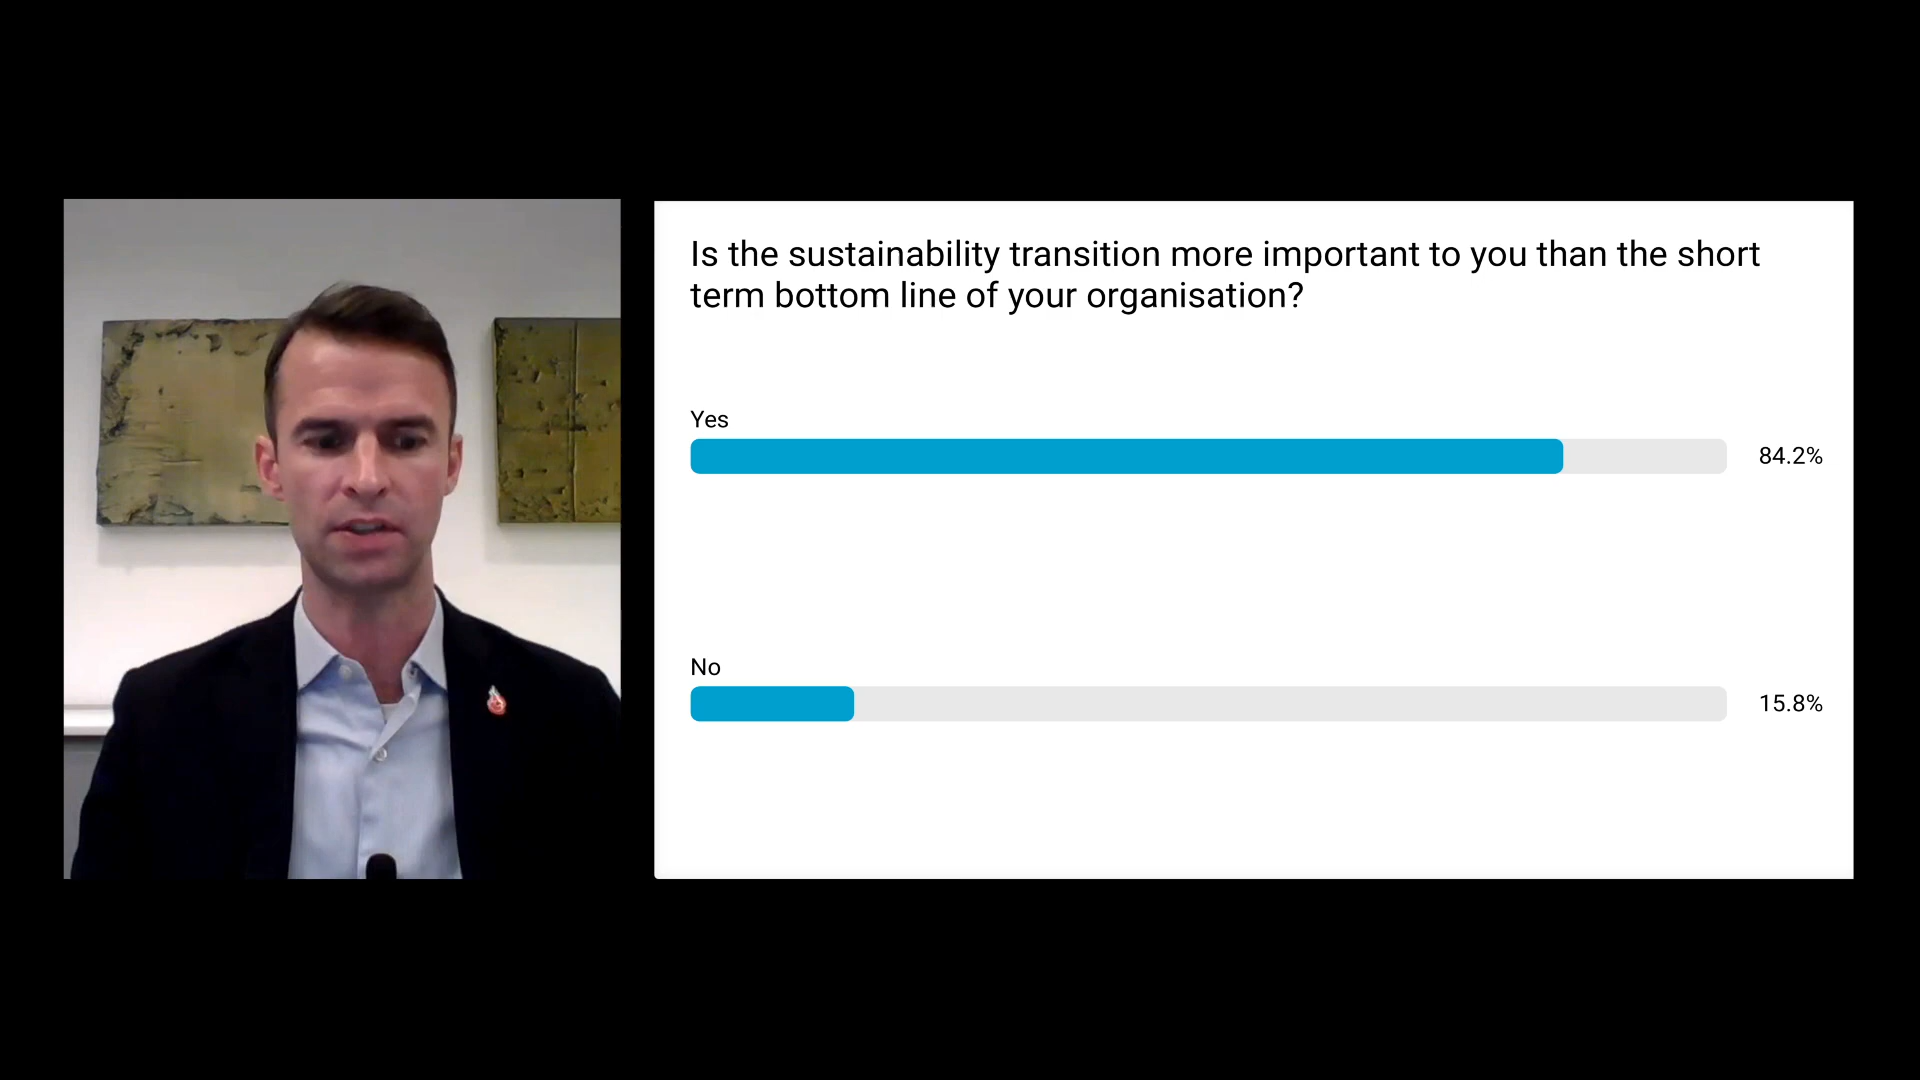 Is the sustainability transition more important to you than the short
term bottom line of your organisation?
Yes
84.2%
No
15.8%